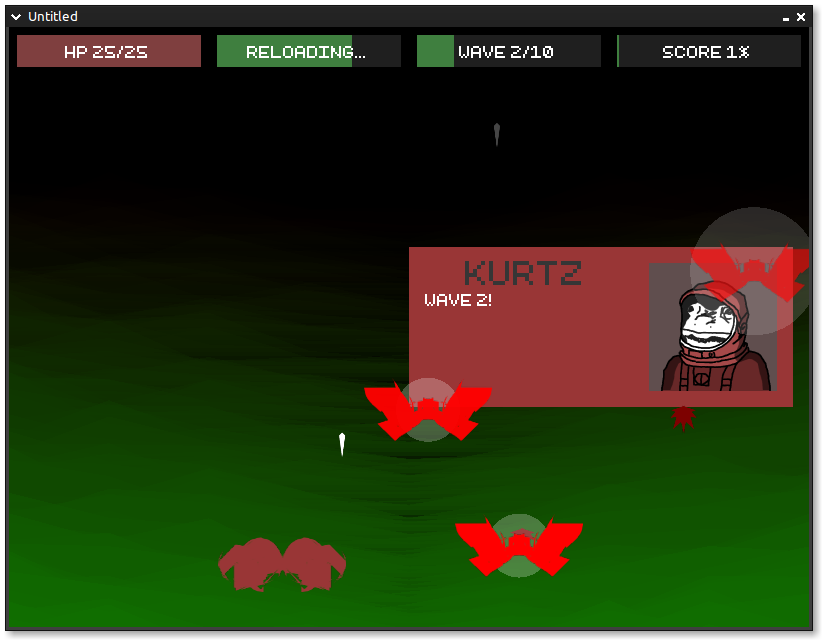 Untitled
HP 25/25
RELOADING...
WAVE 2/10
SCORE 1%
KURTZ
WAVE 2!